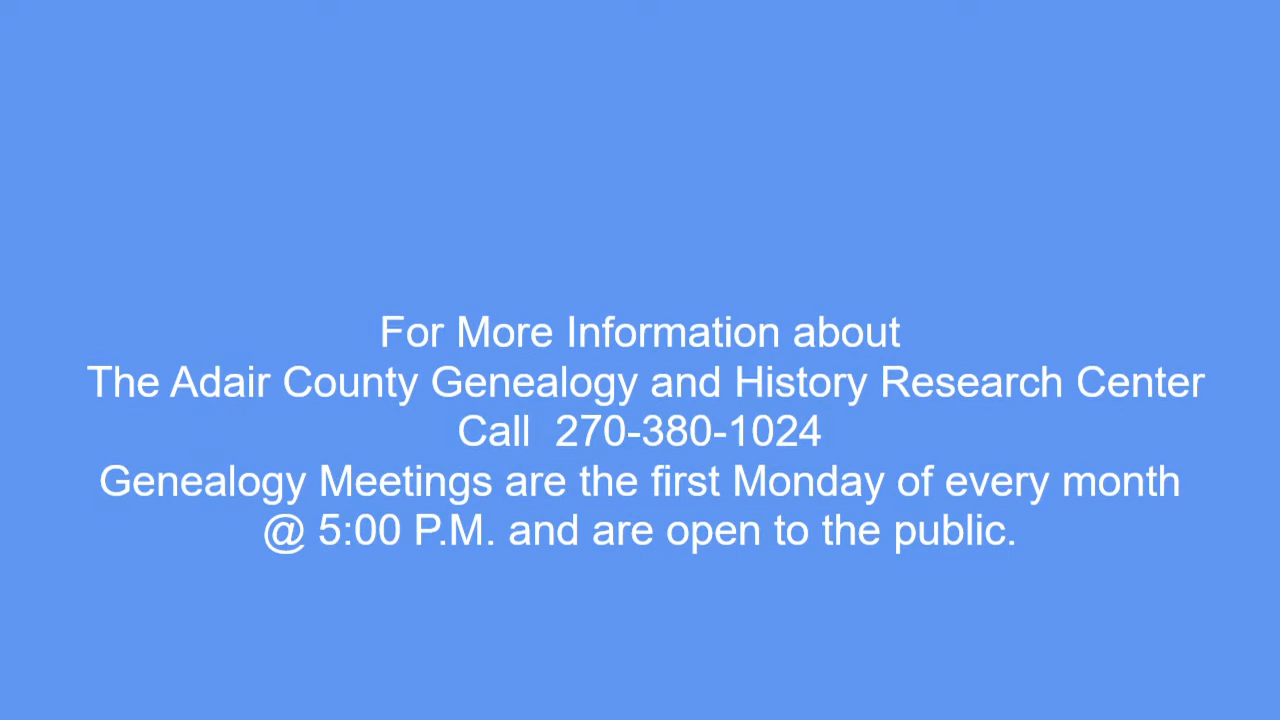 For More Information about
The Adair County Genealogy and History Research Center
Call  270-380-1024
Genealogy Meetings are the first Monday of every month
@ 5:00 P.M. and are open to the public.